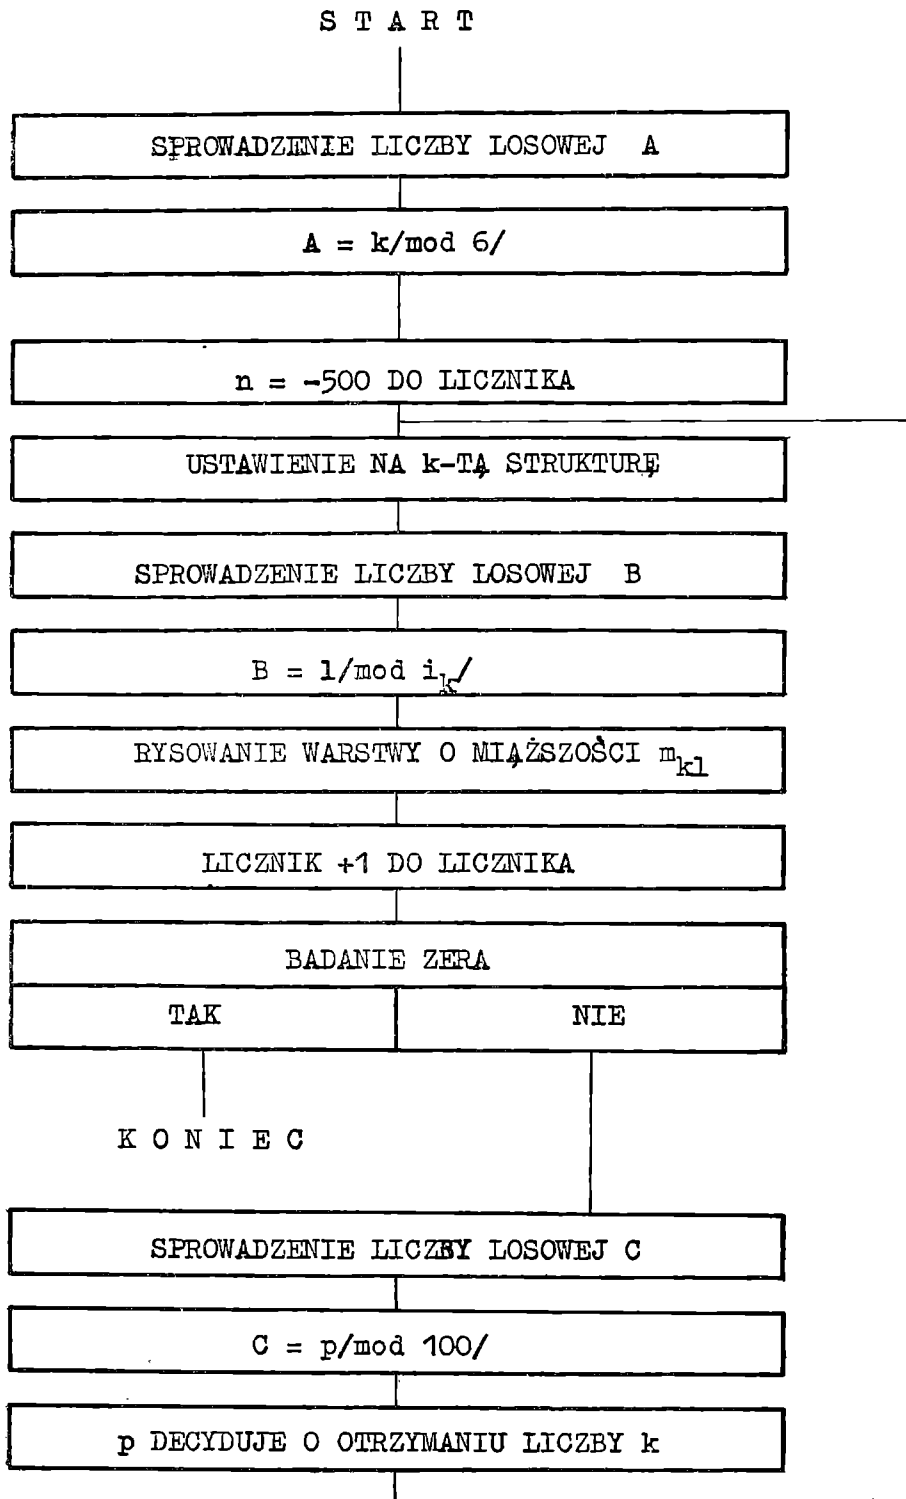 S T A R T
SPROWADZENIE LICZBY LOSOWEJ A
A = k/mod 6/
n = -500 DO LICZNIKA
USTAWIENIE NA k-TĄ STRUKTURĘ
SPROWADZENIE LICZBY LOSOWEJ B
B = l/mod i_k/
RYSOWANIE WARSTWY O MIĄŻSZOŚCI m_kl
LICZNIK +1 DO LICZNIKA
BADANIE ZERA
TAK NIE
K O N I E C
SPROWADZENIE LICZBY LOSOWEJ C
C = p/mod 100/
p DECYDUJE O OTRZYMANIU LICZBY k